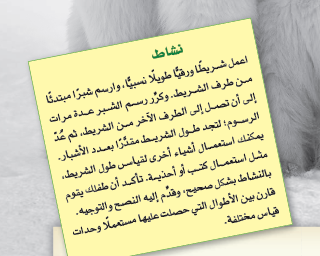 نشاط
اعمل شريطًا ورقيًّا طويلًا نسبيًّا، وارسم شبرًا مبتدئًا
من طرف الشريط. وكرِّر رسم الشبر عدة مرات
إلى أن تصل إلى الطرف الآخر من الشريط، ثم عُدّ
الرسوم؛ لتجد طول الشريط مقدَّرًا بعدد الأشبار.
يمكنك استعمال أشياء أخرى لقياس طول الشريط،
مثل استعمال كتب أو أحذية. تأكد أن طفلك يقوم
بالنشاط بشكل صحيح، وقدِّم إليه النصح والتوجيه.
قارن بين الأطوال التي حصلت عليها مستعملًا وحدات
قياس مختلفة.